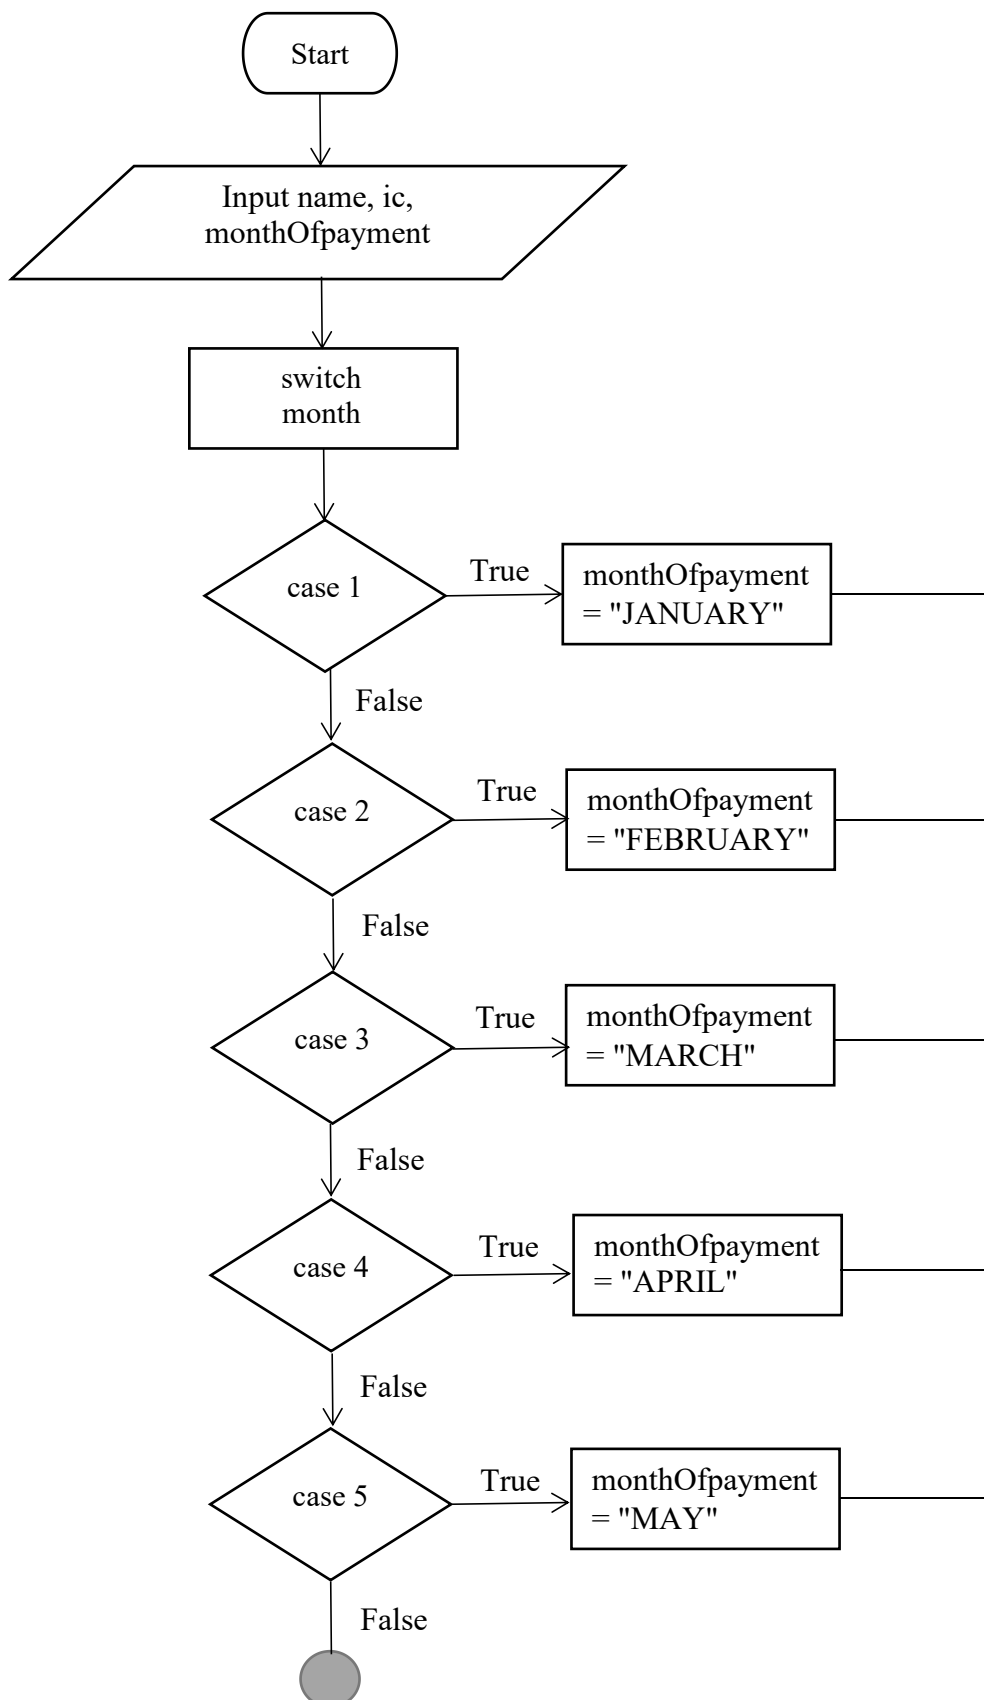 Start
Input name, ic,
monthOfpayment
switch
month
case 1
True
monthOfpayment
= "JANUARY"
False
case 2
True
monthOfpayment
= "FEBRUARY"
False
case 3
True
monthOfpayment
= "MARCH"
False
case 4
True
monthOfpayment
= "APRIL"
False
case 5
True
monthOfpayment
= "MAY"
False